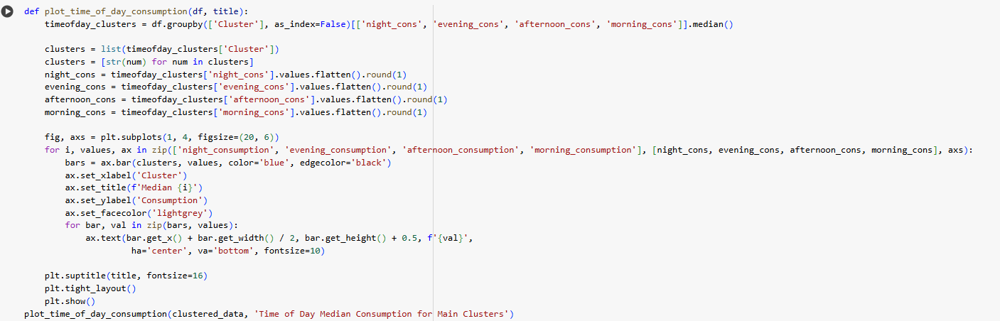 def plot_time_of_day_consumption(df, title):
    timeofday_clusters = df.groupby(['Cluster'], as_index=False)[['night_cons', 'evening_cons', 'afternoon_cons', 'morning_cons']].median()

    clusters = list(timeofday_clusters['Cluster'])
    clusters = [str(num) for num in clusters]
    night_cons = timeofday_clusters['night_cons'].values.flatten().round(1)
    evening_cons = timeofday_clusters['evening_cons'].values.flatten().round(1)
    afternoon_cons = timeofday_clusters['afternoon_cons'].values.flatten().round(1)
    morning_cons = timeofday_clusters['morning_cons'].values.flatten().round(1)

    fig, axs = plt.subplots(1, 4, figsize=(20, 6))
    for i, values, ax in zip(['night_consumption', 'evening_consumption', 'afternoon_consumption', 'morning_consumption'], [night_cons, evening_cons, afternoon_cons, morning_cons], axs):
        bars = ax.bar(clusters, values, color='blue', edgecolor='black')
        ax.set_xlabel('Cluster')
        ax.set_title(f'Median {i}')
        ax.set_ylabel('Consumption')
        ax.set_facecolor('lightgrey')
        for bar, val in zip(bars, values):
            ax.text(bar.get_x() + bar.get_width() / 2, bar.get_height() + 0.5, f'{val}',
                     ha='center', va='bottom', fontsize=10)

    plt.suptitle(title, fontsize=16)
    plt.tight_layout()
    plt.show()
plot_time_of_day_consumption(clustered_data, 'Time of Day Median Consumption for Main Clusters')